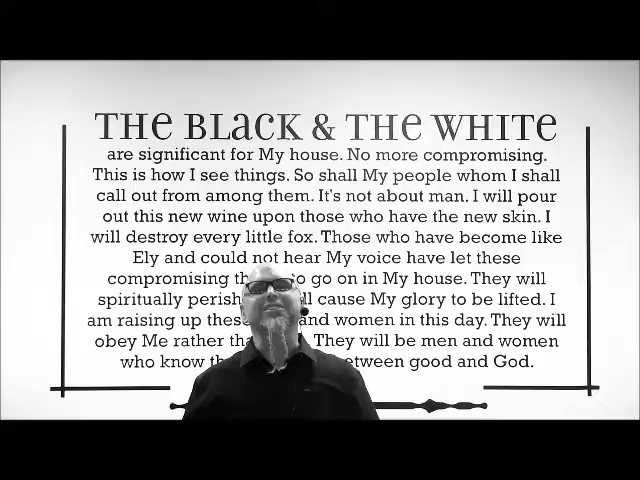 THE BLACK & THE WHITE
are significant for My house. No more compromising.
This is how I see things. So shall My people whom I shall
call out from among them. It's not about man. I will pour
out this new wine upon those who have the new skin. I
will destroy every little fox. Those who have become like
Ely and could not hear My voice have let these
compromising to go on in My house. They will
spiritually perish cause My glory to be lifted. I
am raising up these and women in this day. They will
obey Me rather They will be men and women
who know between good and God.